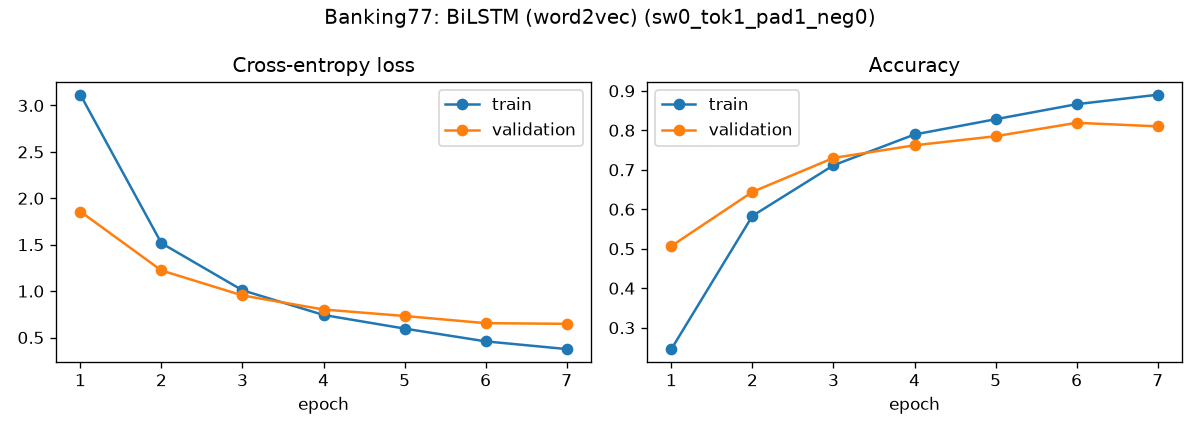 Banking77: BiLSTM (word2vec) (sw0_tok1_pad1_neg0)
Cross-entropy loss
train
validation
3.0
2.5
2.0
1.5
1.0
0.5
1 2 3 4 5 6 7
epoch
Accuracy
train
validation
0.9
0.8
0.7
0.6
0.5
0.4
0.3
1 2 3 4 5 6 7
epoch